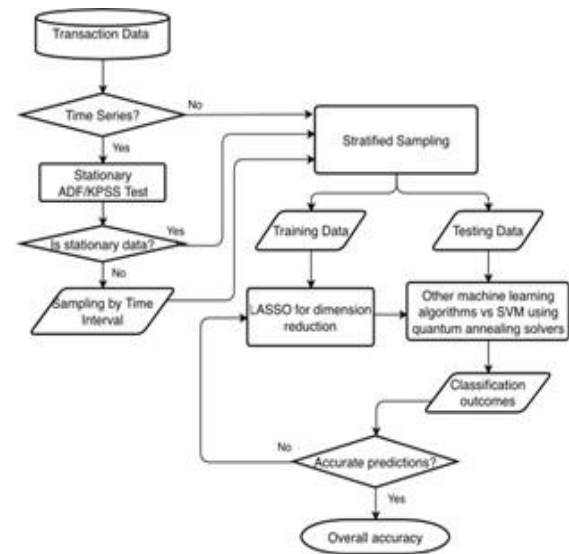 Transaction Data
Time Series?
No
Yes
Stationary
ADF/KPSS Test
Is stationary data?
Yes
No
Sampling by Time
Interval
Stratified Sampling
Training Data
Testing Data
LASSO for dimension
reduction
Other machine learning
algorithms vs SVM using
quantum annealing solvers
Classification
outcomes
No
Accurate predictions?
Yes
Overall accuracy